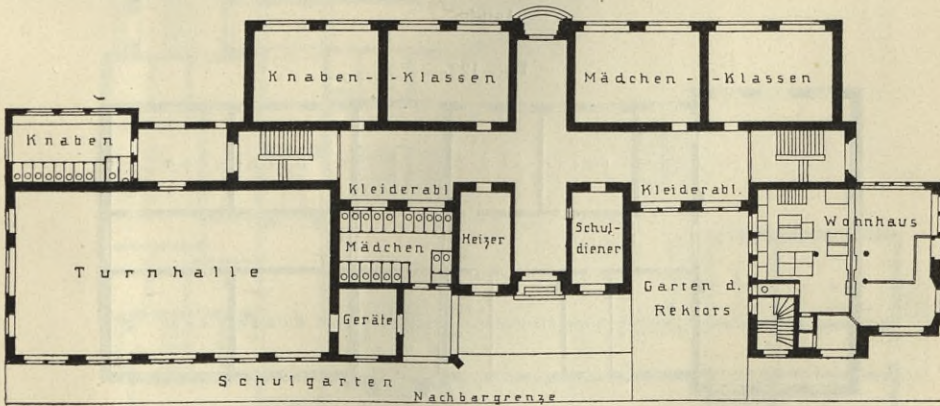 Knaben- -Klassen
Mädchen- -Klassen
Knaben
Kleiderabl
Kleiderabl.
Mädchen
Heizer
Schul-
diener
Wohnhaus
Turnhalle
Geräte
Garten d.
Rektors
Schulgarten
Nachbargrenze